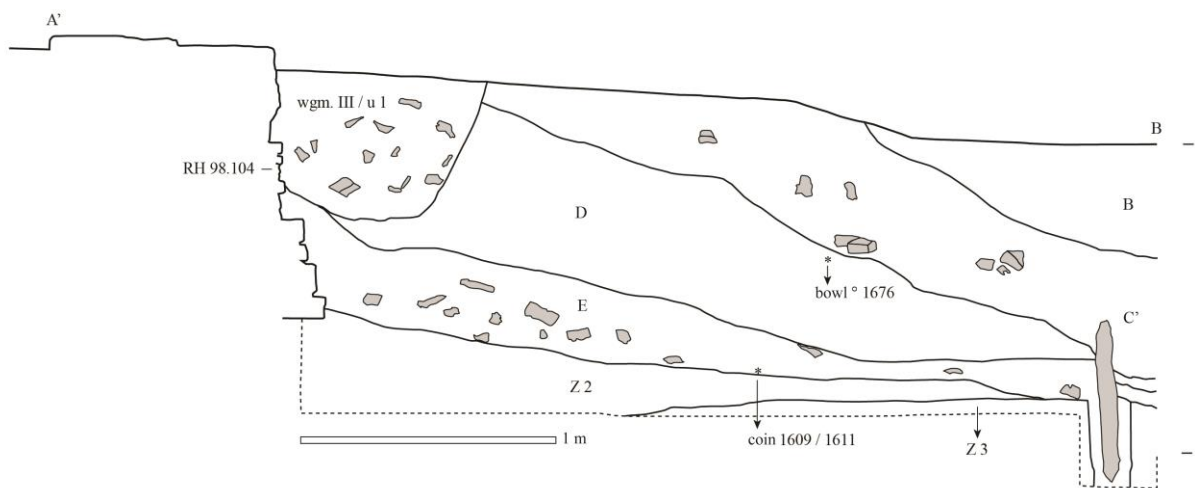 A’
wgm. III / u 1
B
RH 98.104
D
B
bowl ° 1676
E
C’
Z 2
1 m
coin 1609 / 1611
Z 3